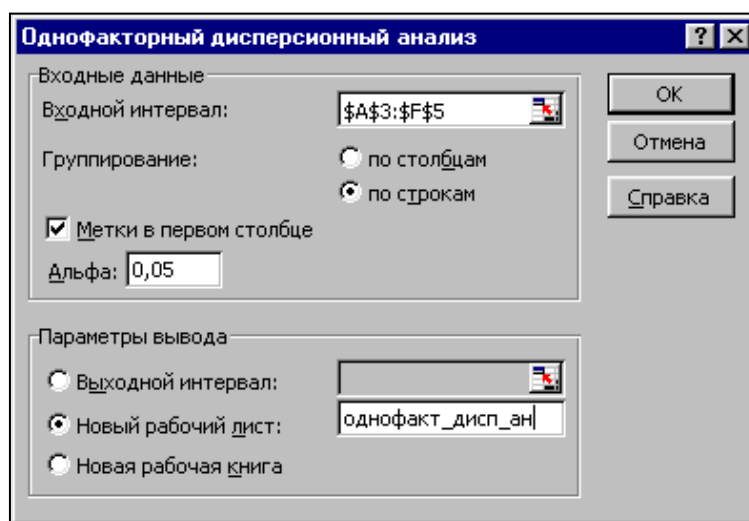 Однофакторный дисперсионный анализ
Входные данные
Входной интервал: $A$3:$F$5
Группирование: по столбцам
по строкам
Метки в первом столбце
Альфа: 0,05
OK
Отмена
Справка
Параметры вывода
Выходной интервал:
Новый рабочий лист: однофакт_дисп_ан
Новая рабочая книга